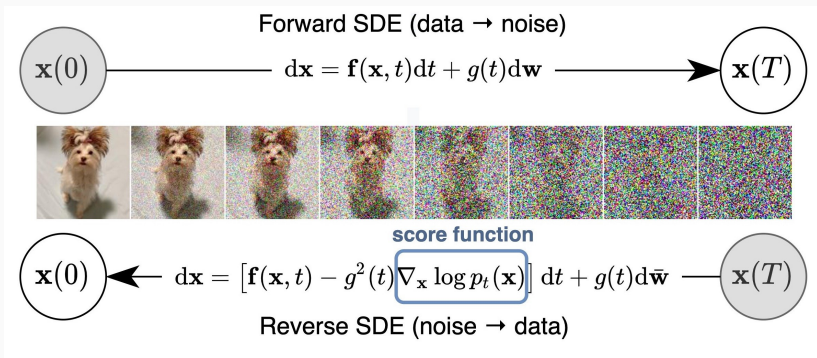 Forward SDE (data → noise)
x(0) dx = f(x, t)dt + g(t)dw x(T)
score function
x(0) dx = [f(x, t) − g²(t)∇ₓ log pₜ(x)] dt + g(t)dw̄ x(T)
Reverse SDE (noise → data)